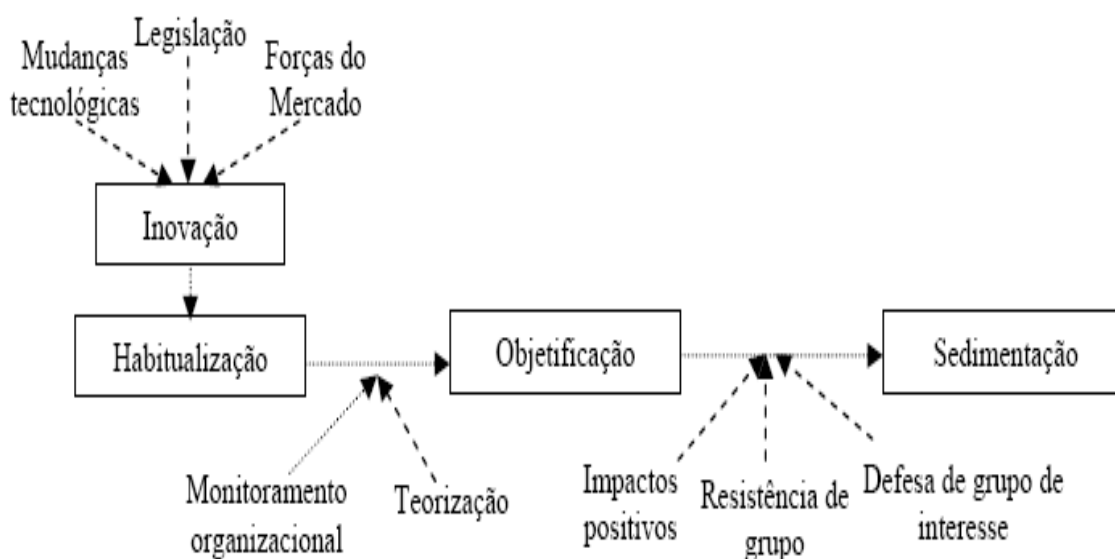 Legislação
Mudanças
tecnológicas
Forças do
Mercado
Inovação
Habitualização
Objetificação
Sedimentação
Monitoramento
organizacional
Teorização
Impactos
positivos
Resistência de
grupo
Defesa de grupo de
interesse